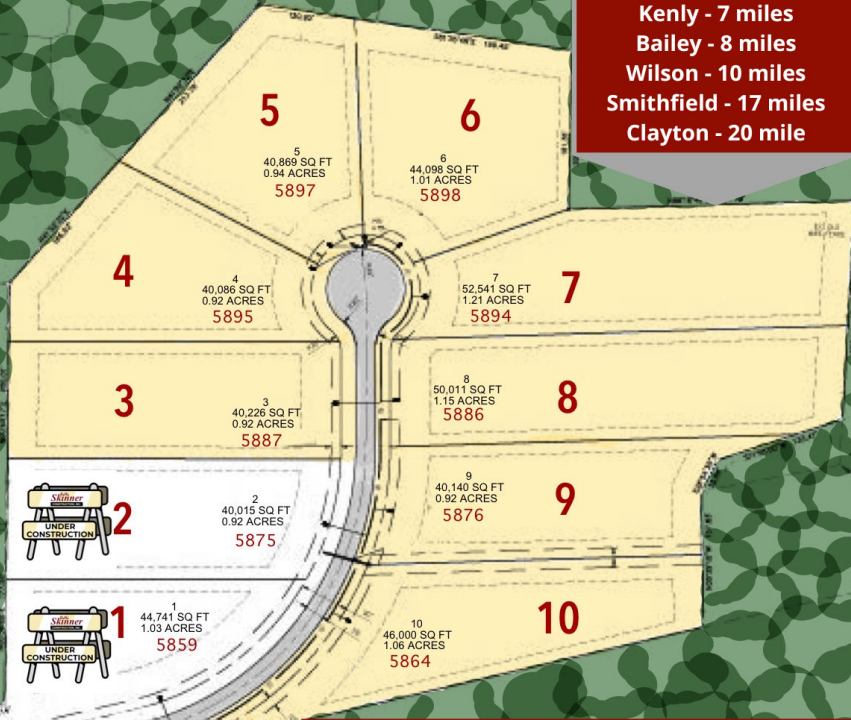 Kenly - 7 miles
Bailey - 8 miles
Wilson - 10 miles
Smithfield - 17 miles
Clayton - 20 mile
5
5
40,869 SQ FT
0.94 ACRES
5897
6
6
44,098 SQ FT
1.01 ACRES
5898
4
4
40,086 SQ FT
0.92 ACRES
5895
7
7
52,541 SQ FT
1.21 ACRES
5894
3
3
40,226 SQ FT
0.92 ACRES
5887
8
8
50,011 SQ FT
1.15 ACRES
5886
Skinner
UNDER
CONSTRUCTION
2
2
40,015 SQ FT
0.92 ACRES
5875
9
9
40,140 SQ FT
0.92 ACRES
5876
Skinner
UNDER
CONSTRUCTION
1
1
44,741 SQ FT
1.03 ACRES
5859
10
10
46,000 SQ FT
1.06 ACRES
5864